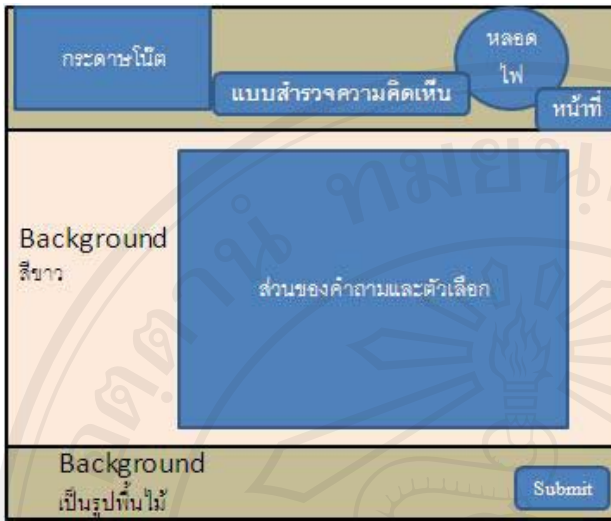 กระดาษโน๊ต
หลอด
ไฟ
แบบสำรวจความคิดเห็น
หน้าที่
Background
สีขาว
ส่วนของคำถามและตัวเลือก
Background
เป็นรูปพื้นไม้
Submit